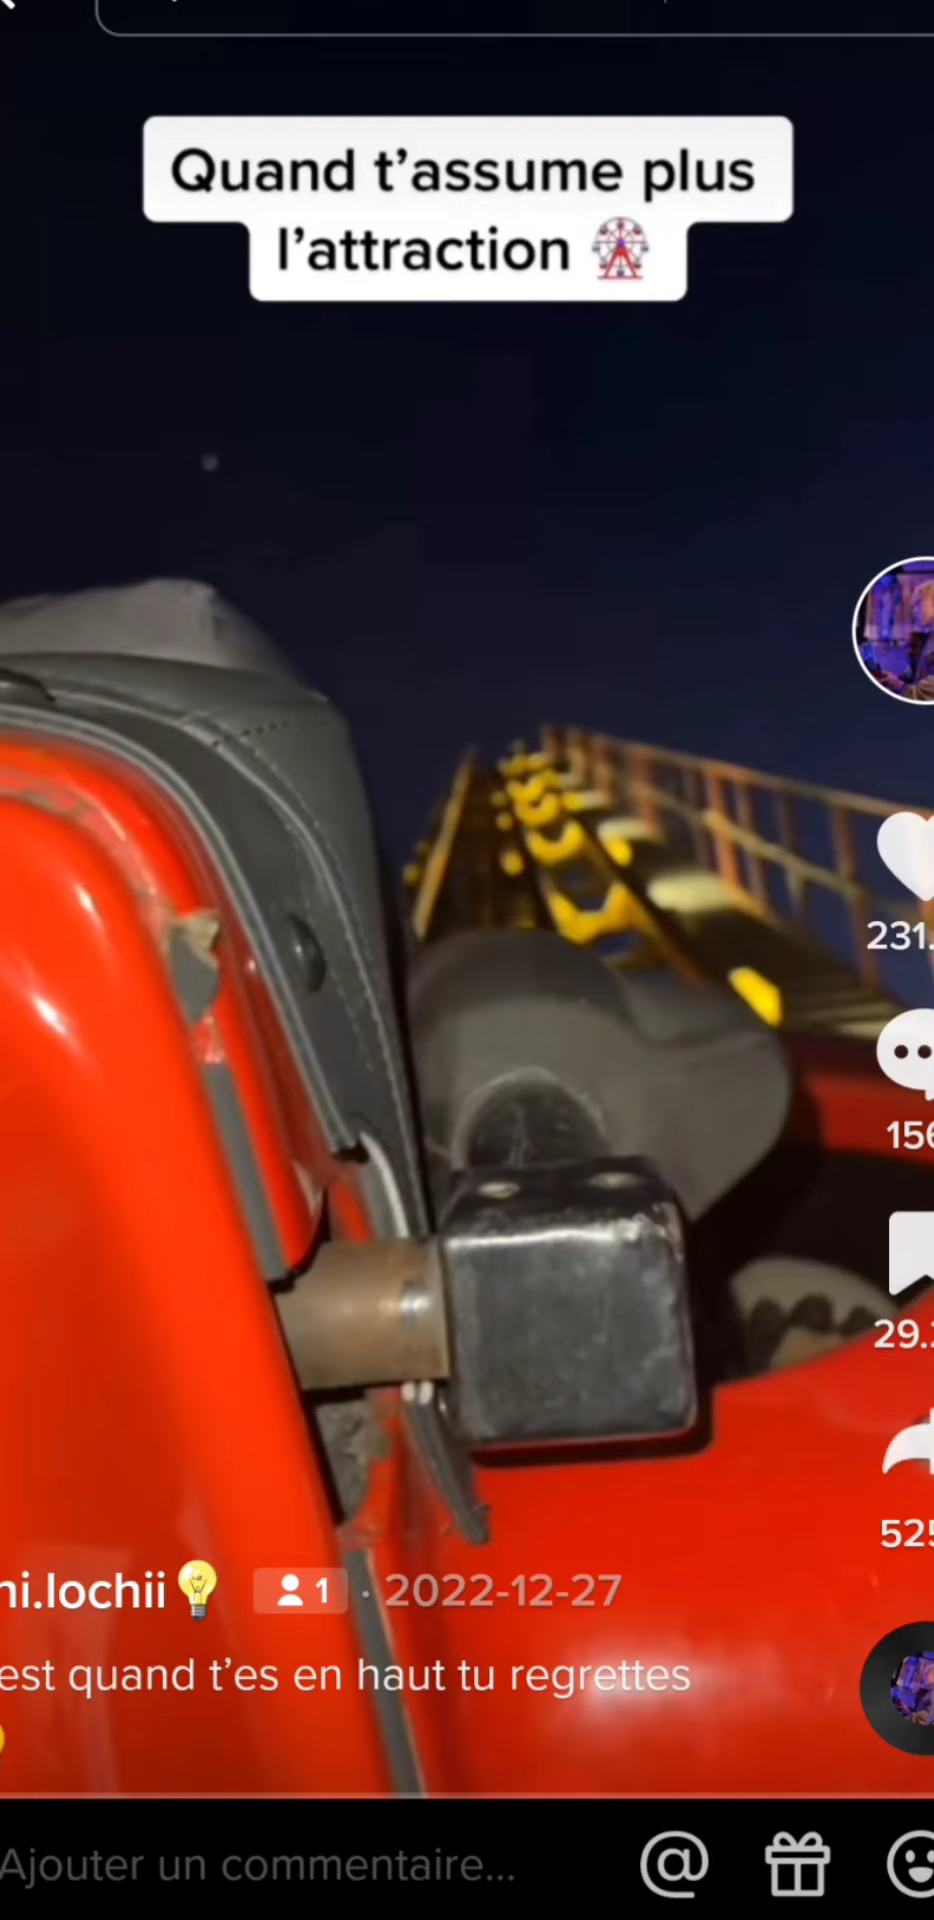 Quand t'assume plus
l'attraction
231.
156
29.
525
ni.lochii
1 · 2022-12-27
est quand t'es en haut tu regrettes
Ajouter un commentaire...